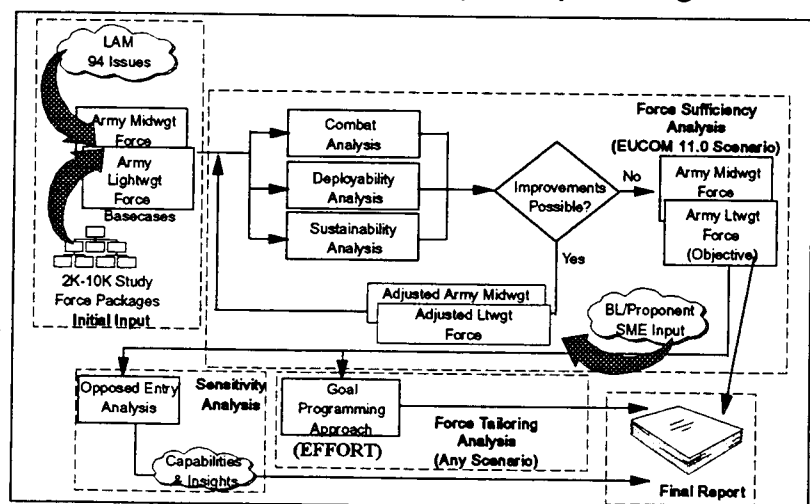 LAM
94 Issues
Army Midwgt
Force
Army
Lightwgt
Force
Basecases
2K-10K Study
Force Packages
Initial Input
Combat
Analysis
Deployability
Analysis
Sustainability
Analysis
Improvements
Possible?
No
Yes
Force Sufficiency
Analysis
(EUCOM 11.0 Scenario)
Army Midwgt
Force
Army Ltwgt
Force
(Objective)
Adjusted Army Midwgt
Adjusted Ltwgt
Force
BL/Proponent
SME Input
Opposed Entry
Analysis
Sensitivity
Analysis
Capabilities
& Insights
Goal
Programming
Approach
(EFFORT)
Force Tailoring
Analysis
(Any Scenario)
Final Report